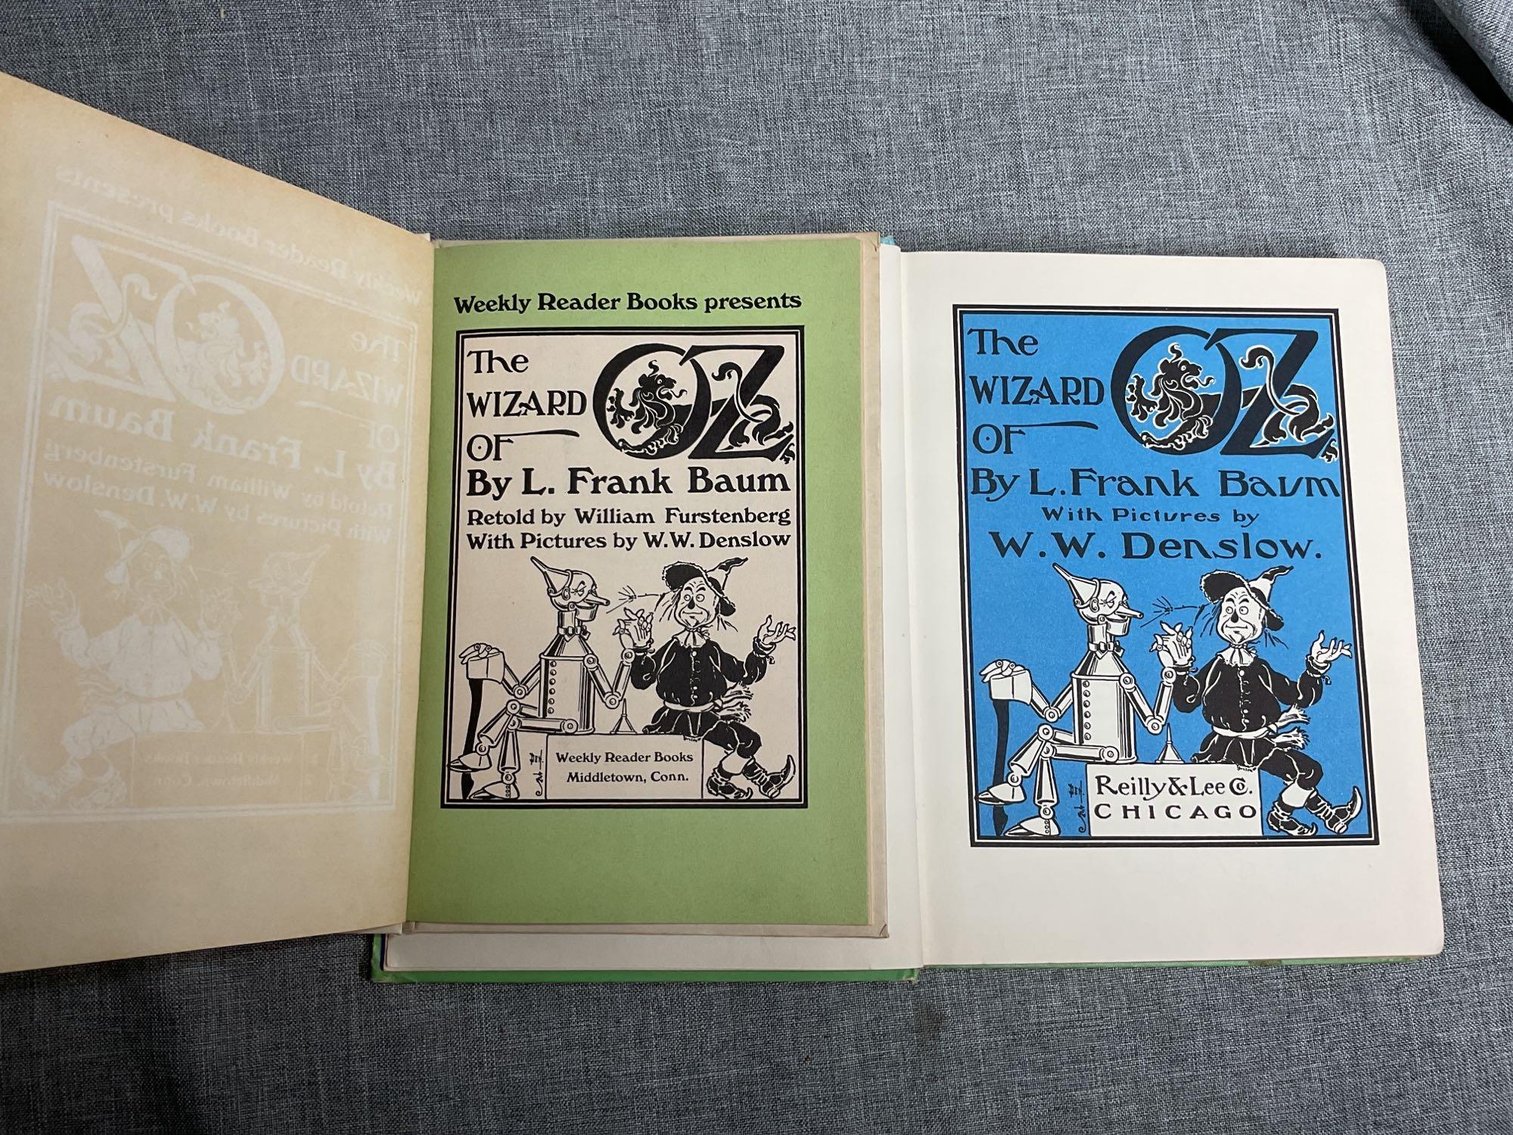 Weekly Reader Books presents
The
WIZARD
OF
OZ
By L. Frank Baum
Retold by William Furstenberg
With Pictures by W.W. Denslow
Weekly Reader Books
Middletown, Conn.
The
WIZARD
OF
OZ
By L. Frank Baum
With Pictures by
W. W. Denslow.
Reilly & Lee Co.
CHICAGO